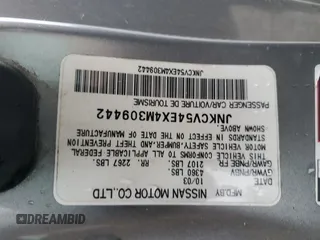 MFD.BY NISSAN MOTOR CO.,LTD
10/03
GVWR/PNBV 4360 LBS.
GAWR/PNBE FR: 2107 LBS. RR: 2267 LBS.
THIS VEHICLE CONFORMS TO ALL APPLICABLE FEDERAL
MOTOR VEHICLE SAFETY, BUMPER, AND THEFT PREVENTION
STANDARDS IN EFFECT ON THE DATE OF MANUFACTURE
SHOWN ABOVE.
JNKCV54EX4M309442
PASSENGER CAR/VOITURE DE TOURISME
JNKCV54EX4M309442
DREAMBID